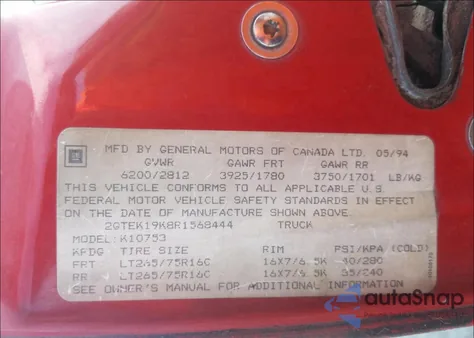 GM
MFD BY GENERAL MOTORS OF CANADA LTD. 05/94
GVWR GAWR FRT GAWR RR
6200/2812 3925/1780 3750/1701 LB/KG
THIS VEHICLE CONFORMS TO ALL APPLICABLE U.S.
FEDERAL MOTOR VEHICLE SAFETY STANDARDS IN EFFECT
ON THE DATE OF MANUFACTURE SHOWN ABOVE.
2GTEK19K8R1568444 TRUCK
MODEL: K10753
KFDG TIRE SIZE RIM PSI/KPA (COLD)
FRT LT265/75R16C 16X7/6.5K 40/280
RR LT265/75R16C 16X7/6.5K 35/240
SEE OWNER'S MANUAL FOR ADDITIONAL INFORMATION
autoSnap